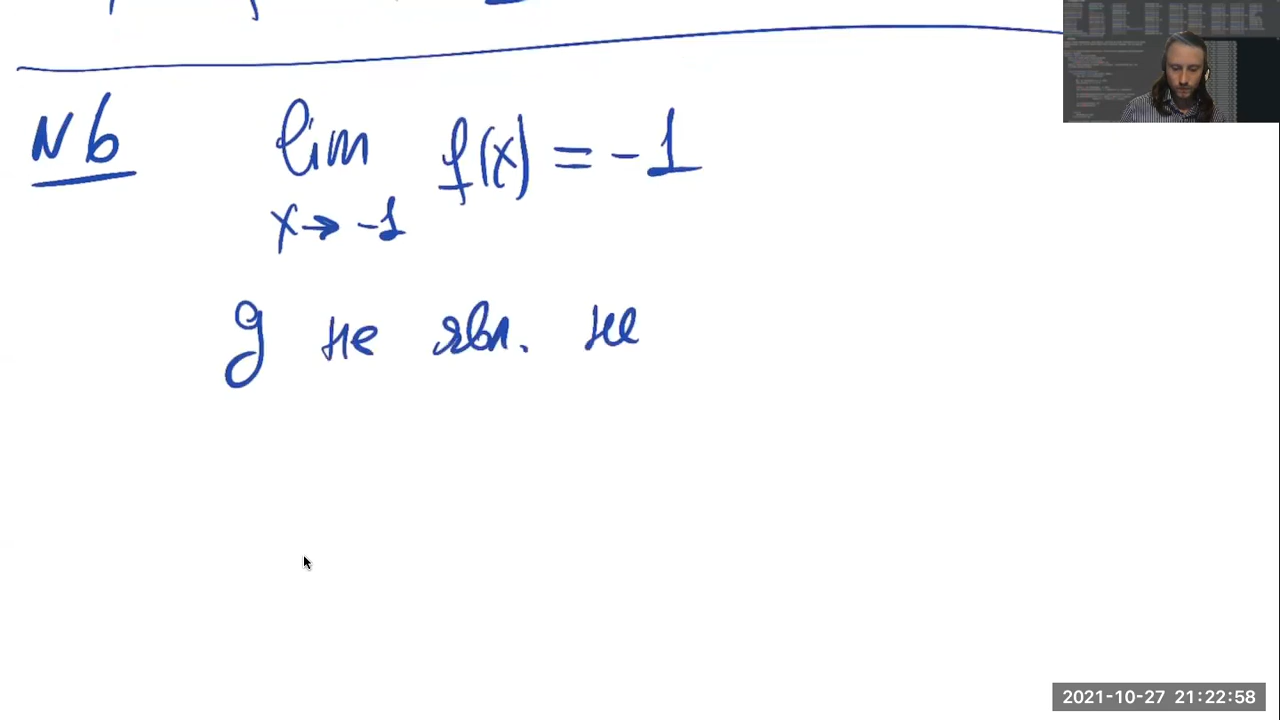 N6 lim f(x) = -1
x → -1
g не явл. не
2021-10-27 21:22:58